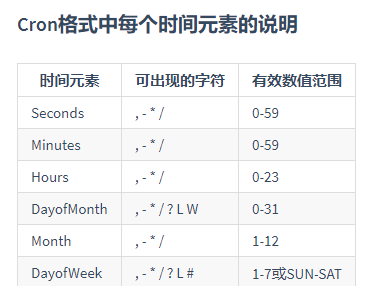 Cron格式中每个时间元素的说明
时间元素 可出现的字符 有效数值范围
Seconds , - * / 0-59
Minutes , - * / 0-59
Hours , - * / 0-23
DayofMonth , - * / ? L W 0-31
Month , - * / 1-12
DayofWeek , - * / ? L # 1-7或SUN-SAT